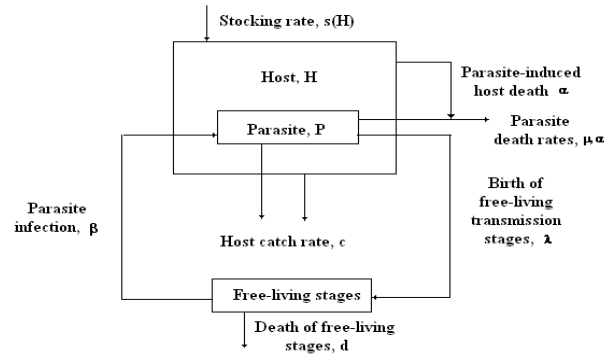 Stocking rate, s(H)
Host, H
Parasite-induced
host death α
Parasite, P
Parasite
death rates, μ,α
Birth of
free-living
transmission
stages, λ
Parasite
infection, β
Host catch rate, c
Free-living stages
Death of free-living
stages, d